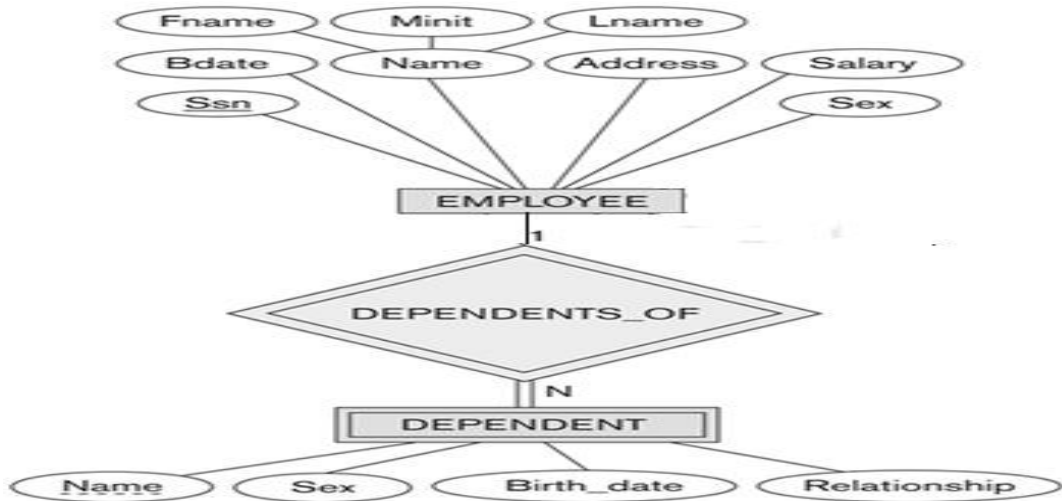 Fname Minit Lname
Bdate Name Address Salary
Ssn Sex
EMPLOYEE
1
DEPENDENTS_OF
N
DEPENDENT
Name Sex Birth_date Relationship